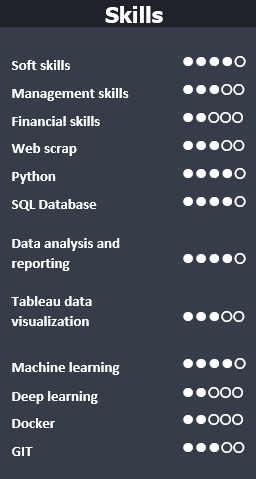 Skills
Soft skills
Management skills
Financial skills
Web scrap
Python
SQL Database
Data analysis and
reporting
Tableau data
visualization
Machine learning
Deep learning
Docker
GIT